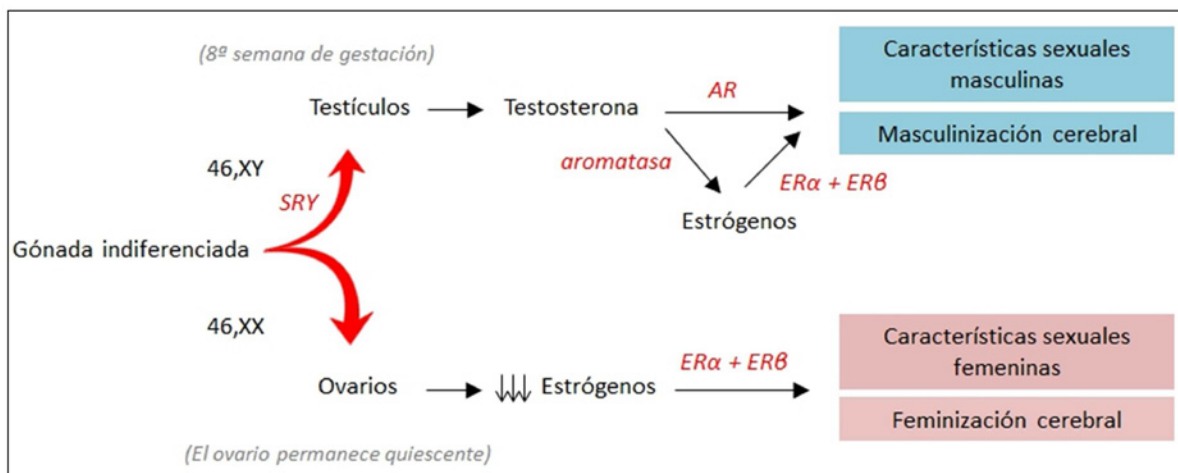 (8ª semana de gestación)
Testículos
Testosterona
AR
Características sexuales
masculinas
Masculinización cerebral
aromatasa
ERα + ERβ
Estrógenos
46,XY
SRY
Gónada indiferenciada
46,XX
Ovarios
↓↓↓ Estrógenos
ERα + ERβ
Características sexuales
femeninas
Feminización cerebral
(El ovario permanece quiescente)